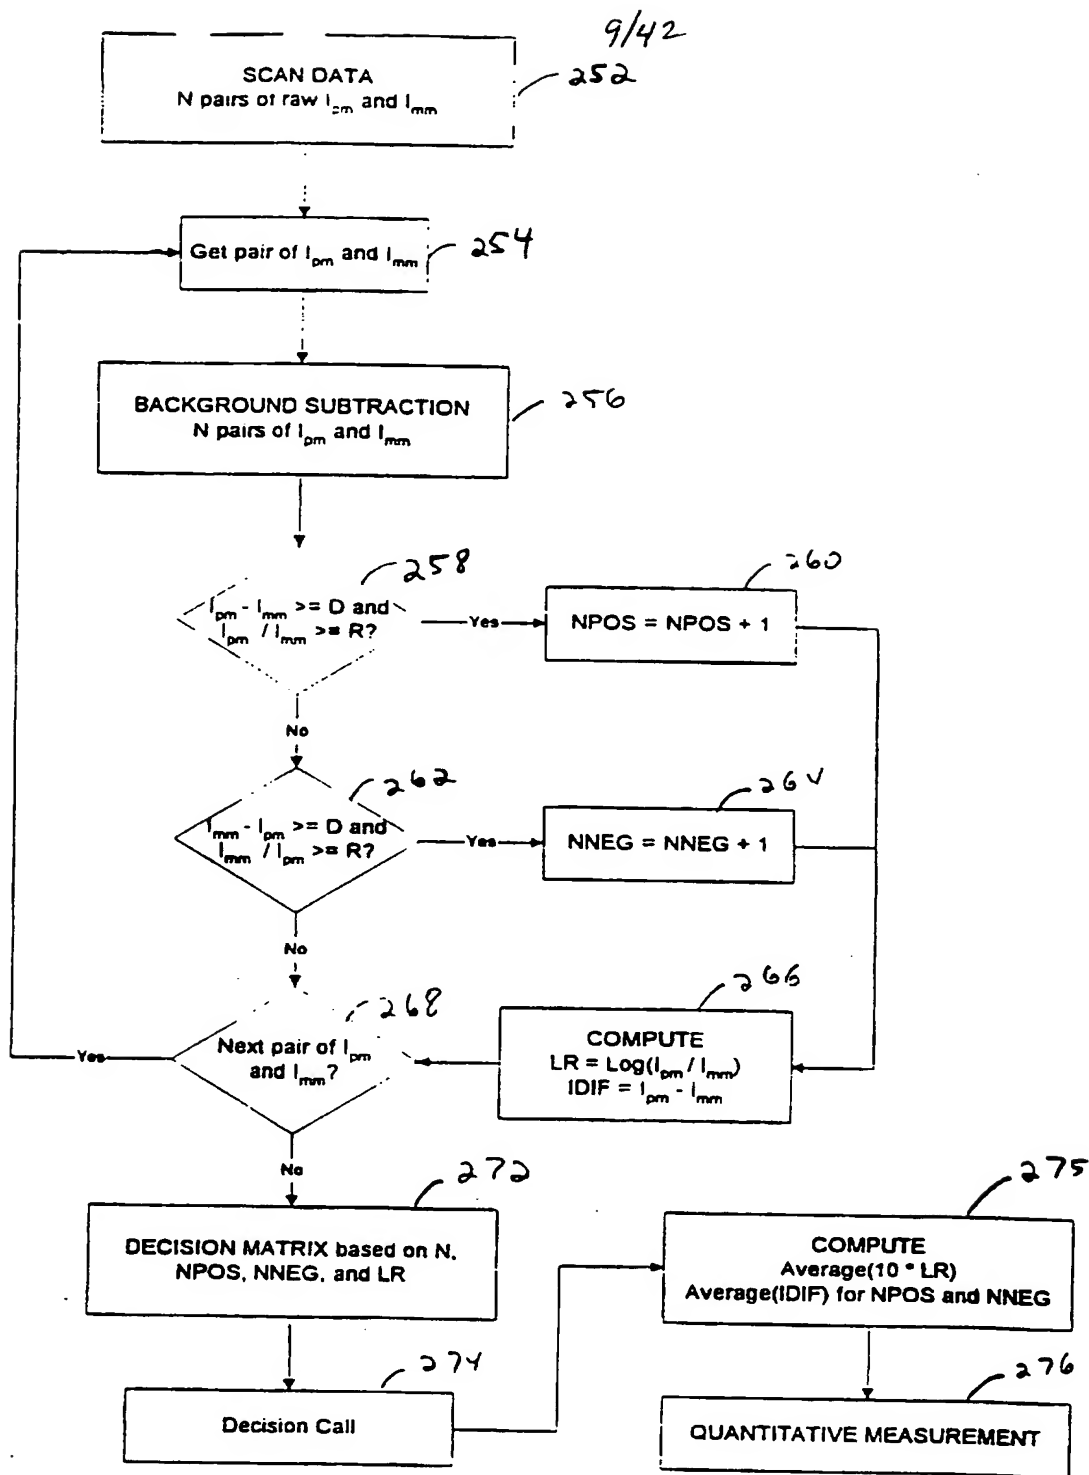 9/42
SCAN DATA
N pairs of raw Ipm and Imm
252
Get pair of Ipm and Imm
254
BACKGROUND SUBTRACTION
N pairs of Ipm and Imm
256
258
Ipm - Imm >= D and
Ipm / Imm >= R?
Yes
260
NPOS = NPOS + 1
No
262
Imm - Ipm >= D and
Imm / Ipm >= R?
Yes
264
NNEG = NNEG + 1
No
268
Next pair of Ipm
and Imm?
Yes
266
COMPUTE
LR = Log(Ipm / Imm)
IDIF = Ipm - Imm
No
272
DECISION MATRIX based on N,
NPOS, NNEG, and LR
274
Decision Call
275
COMPUTE
Average(10 * LR)
Average(IDIF) for NPOS and NNEG
276
QUANTITATIVE MEASUREMENT